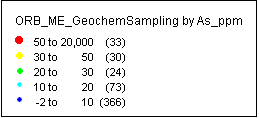 ORB_ME_GeochemSampling by As_ppm
50 to 20,000 (33)
30 to 50 (30)
20 to 30 (24)
10 to 20 (73)
-2 to 10 (366)